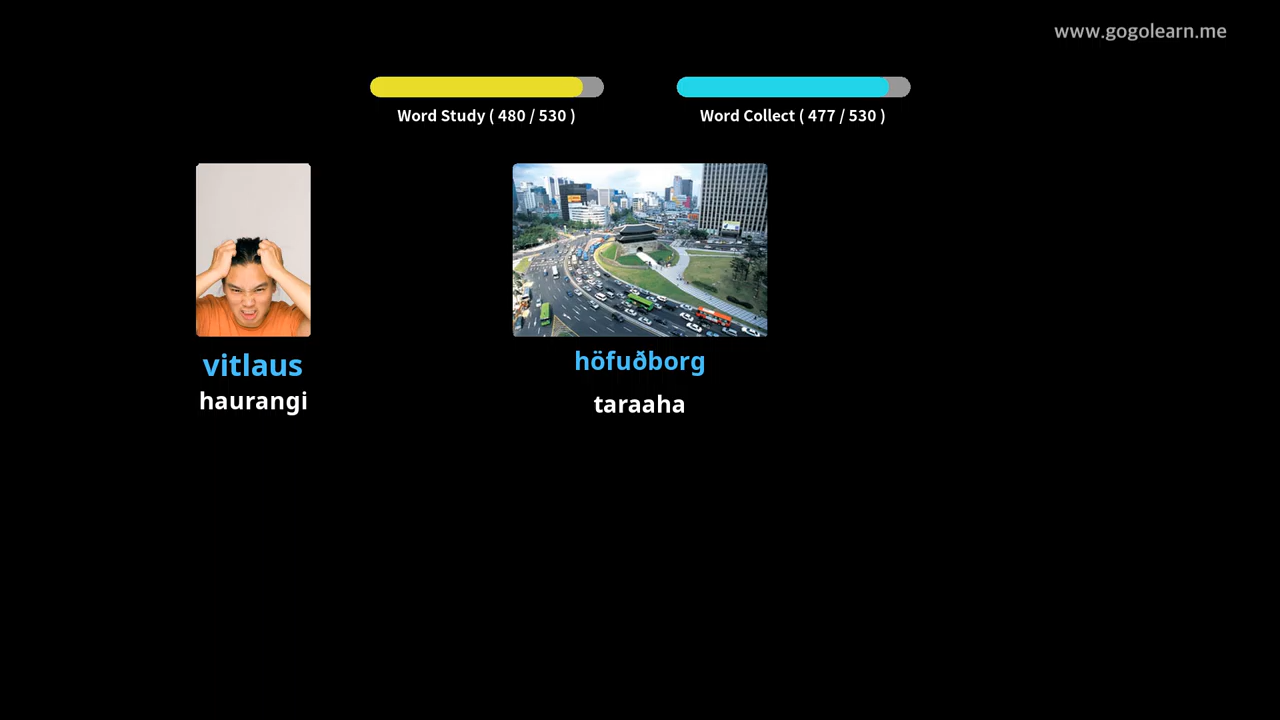 www.gogolearn.me
Word Study ( 480 / 530 )
Word Collect ( 477 / 530 )
vitlaus
haurangi
höfuðborg
taraaha